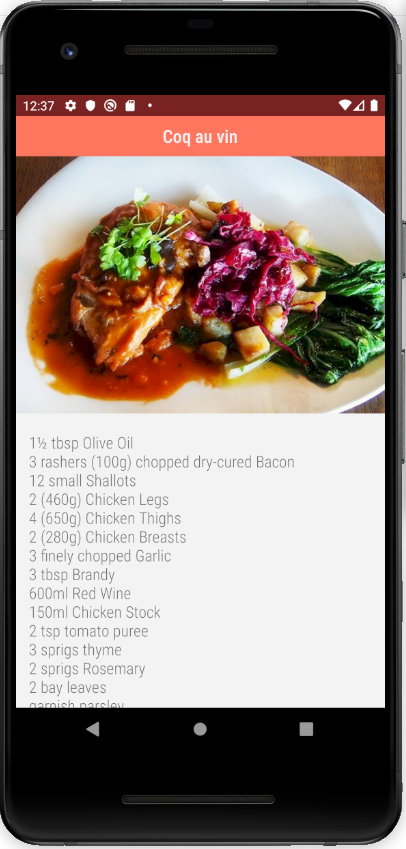 12:37
Coq au vin
1½ tbsp Olive Oil
3 rashers (100g) chopped dry-cured Bacon
12 small Shallots
2 (460g) Chicken Legs
4 (650g) Chicken Thighs
2 (280g) Chicken Breasts
3 finely chopped Garlic
3 tbsp Brandy
600ml Red Wine
150ml Chicken Stock
2 tsp tomato puree
3 sprigs thyme
2 sprigs Rosemary
2 bay leaves
garnish parsley